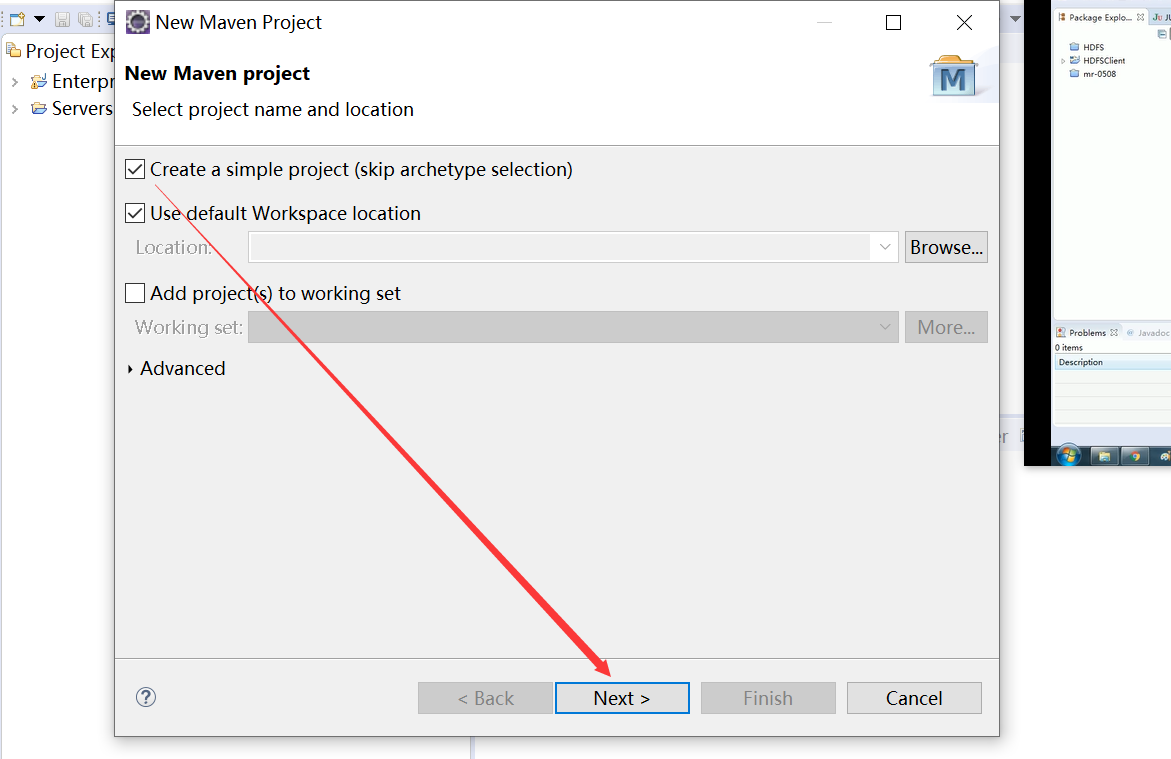 New Maven Project
Project Exp
Enterpr
Servers
New Maven project
Select project name and location
M
Create a simple project (skip archetype selection)
Use default Workspace location
Location:
Browse...
Add project(s) to working set
Working set:
More...
Advanced
?
< Back
Next >
Finish
Cancel
er
Package Explo...
Ju JU
HDFS
HDFSClient
mr-0508
Problems
@ Javadoc
0 items
Description